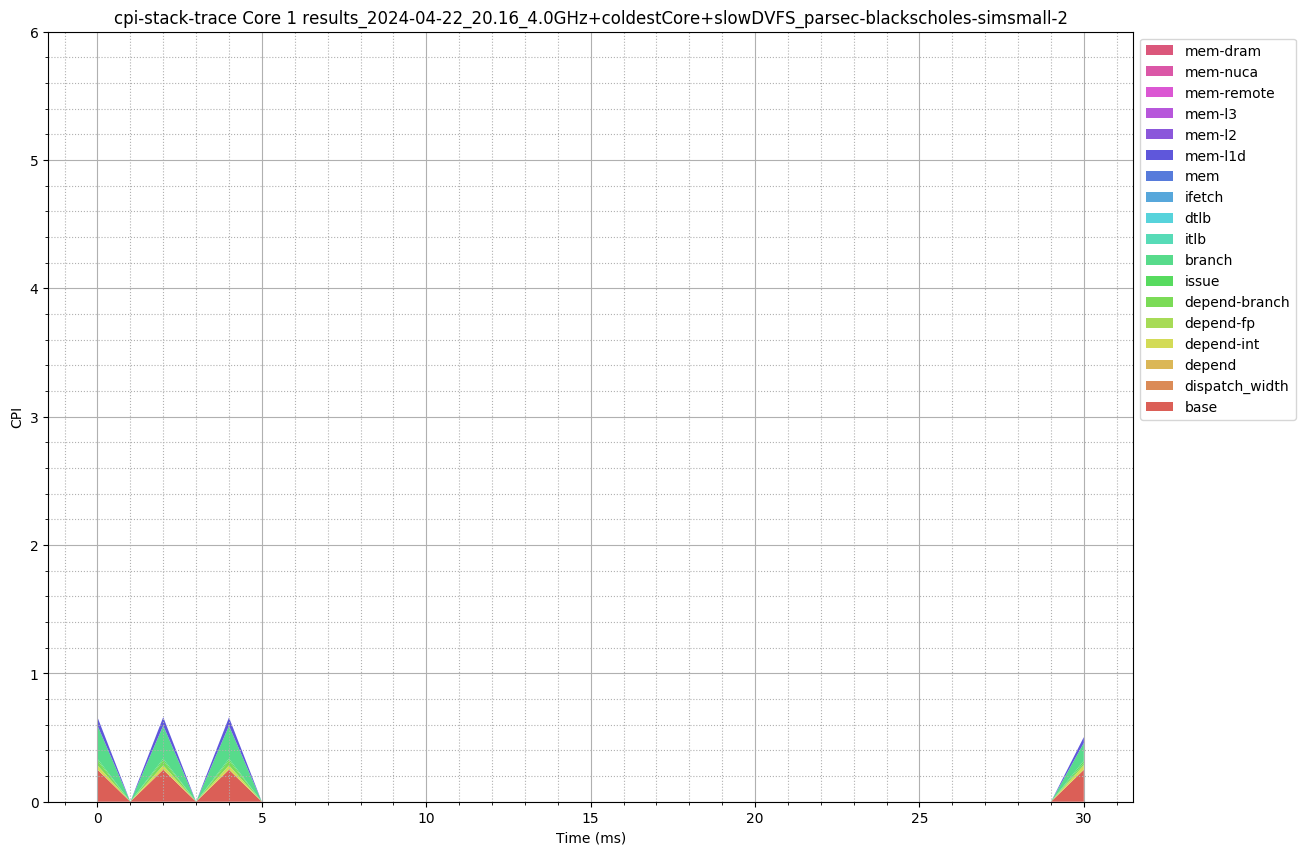 cpi-stack-trace Core 1 results_2024-04-22_20.16_4.0GHz+coldestCore+slowDVFS_parsec-blackscholes-simsmall-2
6
5
4
3
2
1
0
CPI
0 5 10 15 20 25 30
Time (ms)
mem-dram
mem-nuca
mem-remote
mem-l3
mem-l2
mem-l1d
mem
ifetch
dtlb
itlb
branch
issue
depend-branch
depend-fp
depend-int
depend
dispatch_width
base